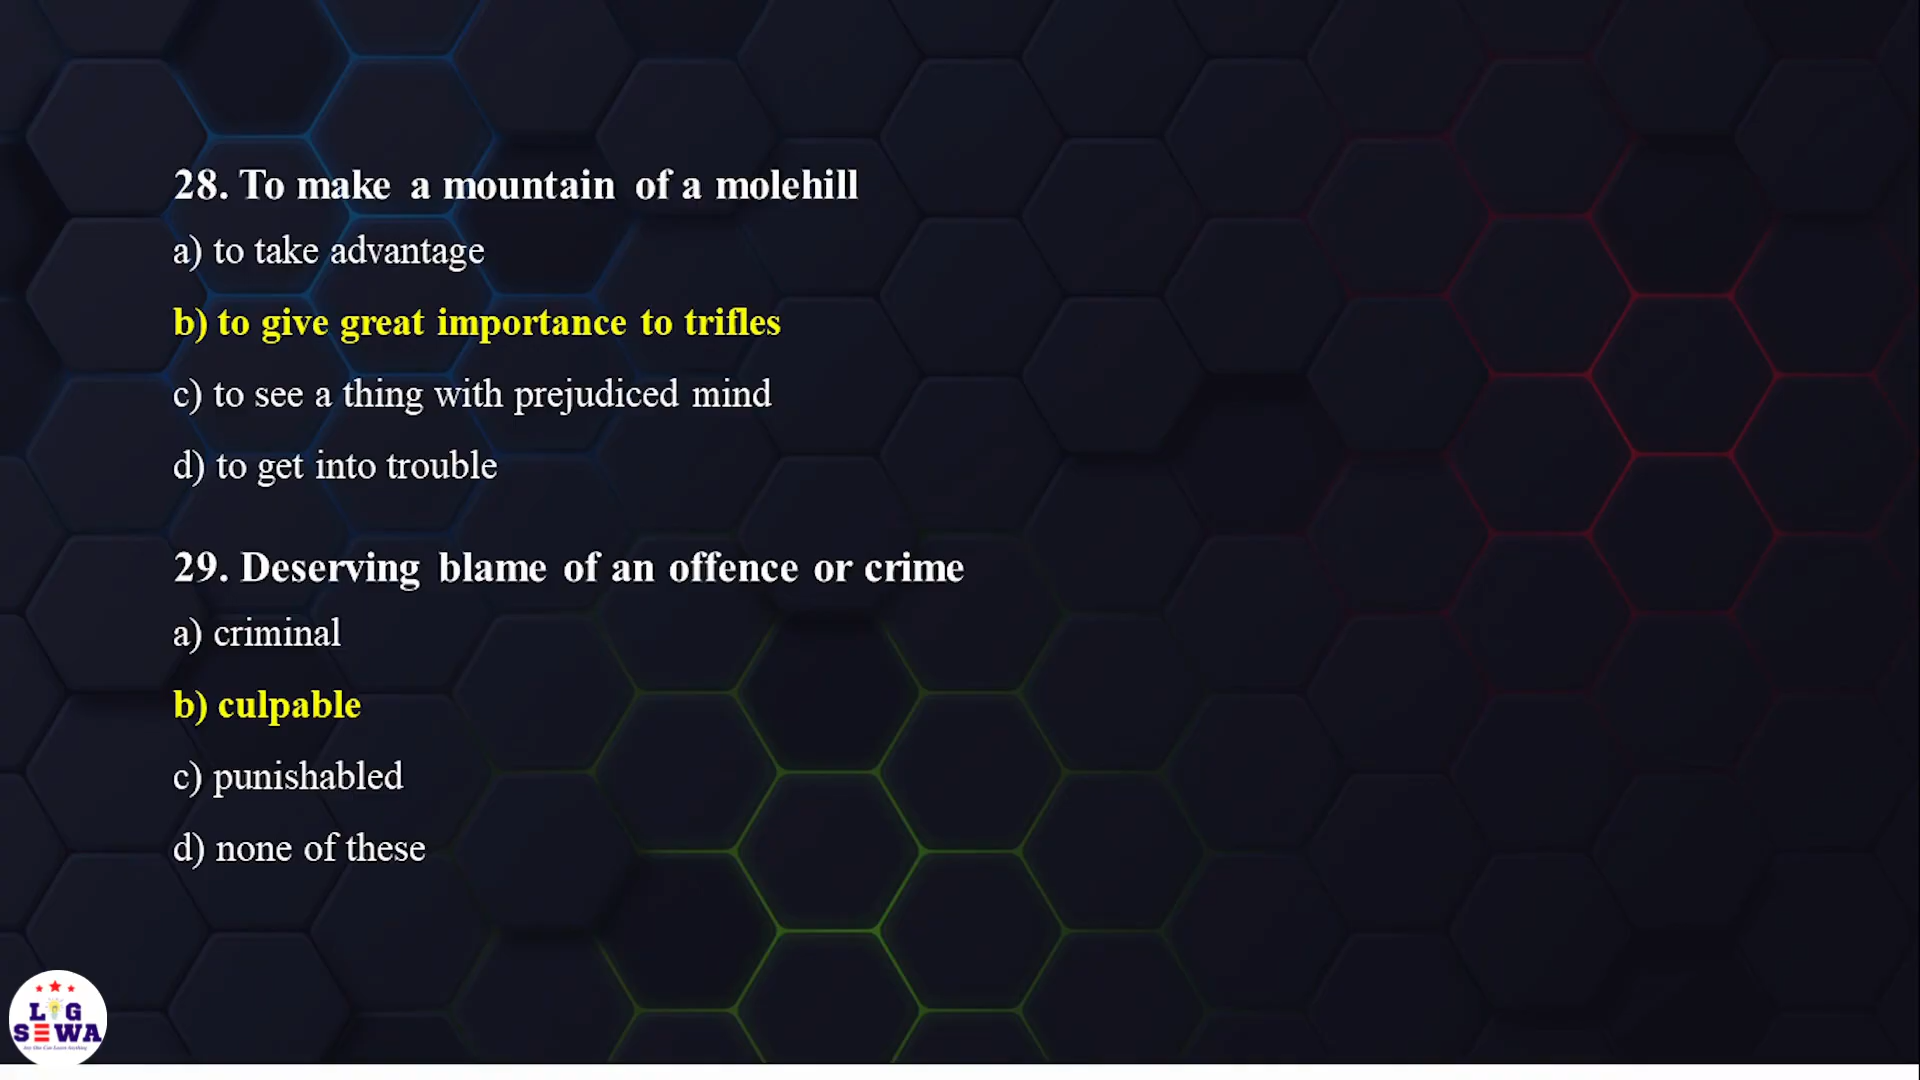 28. To make a mountain of a molehill
a) to take advantage
b) to give great importance to trifles
c) to see a thing with prejudiced mind
d) to get into trouble
29. Deserving blame of an offence or crime
a) criminal
b) culpable
c) punishabled
d) none of these
L G
SEWA